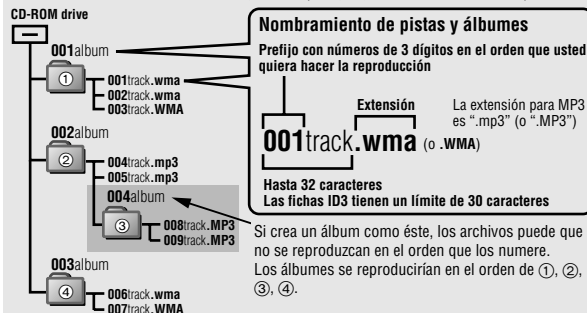 CD-ROM drive
001album
①
001track.wma
002track.wma
003track.WMA
002album
②
004track.mp3
005track.mp3
004album
③
008track.MP3
009track.MP3
003album
④
006track.wma
007track.WMA
Nombramiento de pistas y álbumes
Prefijo con números de 3 dígitos en el orden que usted
quiera hacer la reproducción
Extensión
001track.wma (o .WMA)
La extensión para MP3
es “.mp3” (o “.MP3”)
Hasta 32 caracteres
Las fichas ID3 tienen un límite de 30 caracteres
Si crea un álbum como éste, los archivos puede que
no se reproduzcan en el orden que los numere.
Los álbumes se reproducirían en el orden de ①, ②,
③, ④.